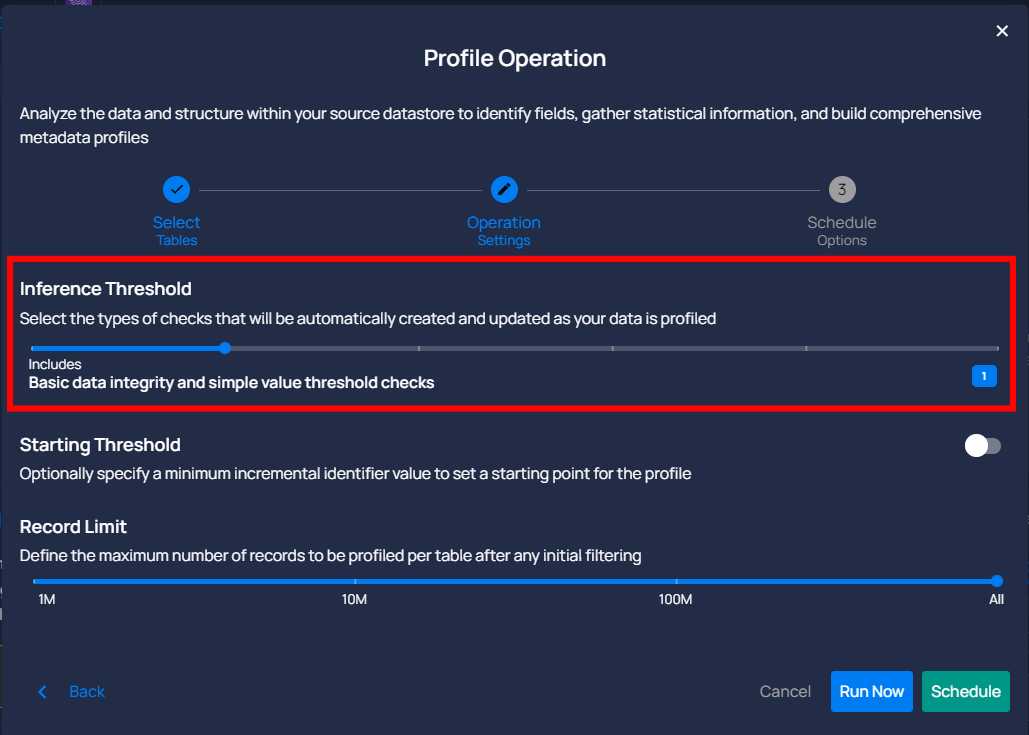 Profile Operation
Analyze the data and structure within your source datastore to identify fields, gather statistical information, and build comprehensive
metadata profiles
3
Select
Tables
Operation
Settings
Schedule
Options
Inference Threshold
Select the types of checks that will be automatically created and updated as your data is profiled
Includes
Basic data integrity and simple value threshold checks
1
Starting Threshold
Optionally specify a minimum incremental identifier value to set a starting point for the profile
Record Limit
Define the maximum number of records to be profiled per table after any initial filtering
1M 10M 100M All
Back Cancel Run Now Schedule